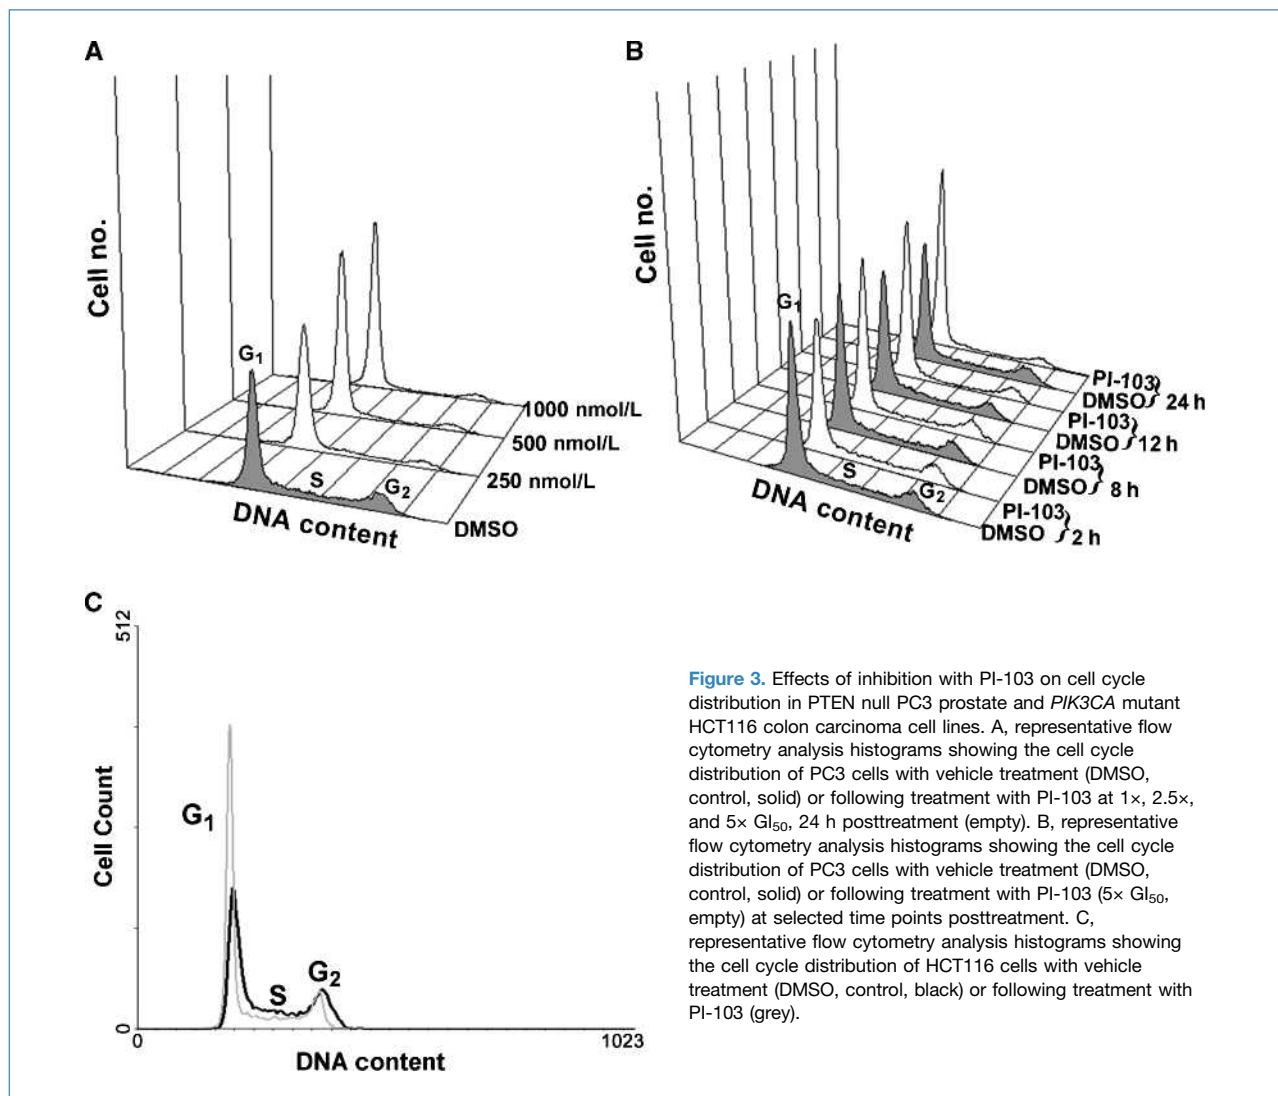 A
Cell no.
G1
S
G2
DNA content
1000 nmol/L
500 nmol/L
250 nmol/L
DMSO
B
Cell no.
G1
S
G2
DNA content
PI-103
DMSO } 24 h
PI-103
DMSO } 12 h
PI-103
DMSO } 8 h
PI-103
DMSO } 2 h
C
512
Cell Count
0
G1
S
G2
0
1023
DNA content
Figure 3. Effects of inhibition with PI-103 on cell cycle
distribution in PTEN null PC3 prostate and PIK3CA mutant
HCT116 colon carcinoma cell lines. A, representative flow
cytometry analysis histograms showing the cell cycle
distribution of PC3 cells with vehicle treatment (DMSO,
control, solid) or following treatment with PI-103 at 1×, 2.5×,
and 5× GI50, 24 h posttreatment (empty). B, representative
flow cytometry analysis histograms showing the cell cycle
distribution of PC3 cells with vehicle treatment (DMSO,
control, solid) or following treatment with PI-103 (5× GI50,
empty) at selected time points posttreatment. C,
representative flow cytometry analysis histograms showing
the cell cycle distribution of HCT116 cells with vehicle
treatment (DMSO, control, black) or following treatment with
PI-103 (grey).